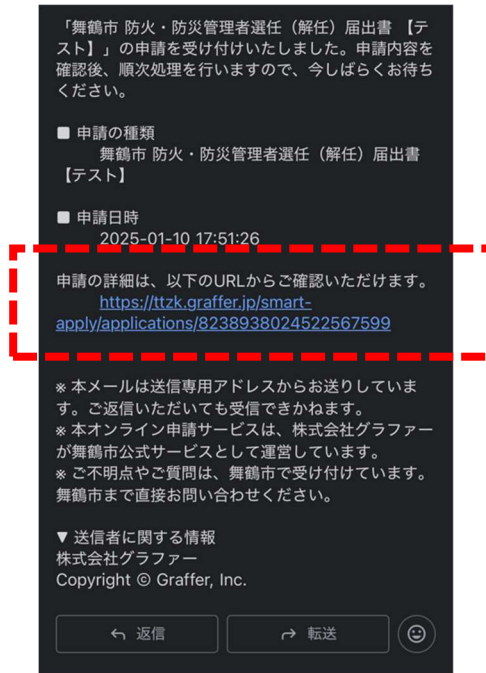 「舞鶴市 防火・防災管理者選任（解任）届出書 【テ
スト】」の申請を受け付けいたしました。申請内容を
確認後、順次処理を行いますので、今しばらくお待ち
ください。
■ 申請の種類
舞鶴市 防火・防災管理者選任（解任）届出書
【テスト】
■ 申請日時
2025-01-10 17:51:26
申請の詳細は、以下のURLからご確認いただけます。
https://ttzk.graffer.jp/smart-
apply/applications/8238938024522567599
※ 本メールは送信専用アドレスからお送りしていま
す。ご返信いただいても受信できかねます。
※ 本オンライン申請サービスは、株式会社グラファー
が舞鶴市公式サービスとして運営しています。
※ ご不明点やご質問は、舞鶴市で受け付けています。
舞鶴市まで直接お問い合わせください。
▼ 送信者に関する情報
株式会社グラファー
Copyright © Graffer, Inc.
返信
転送